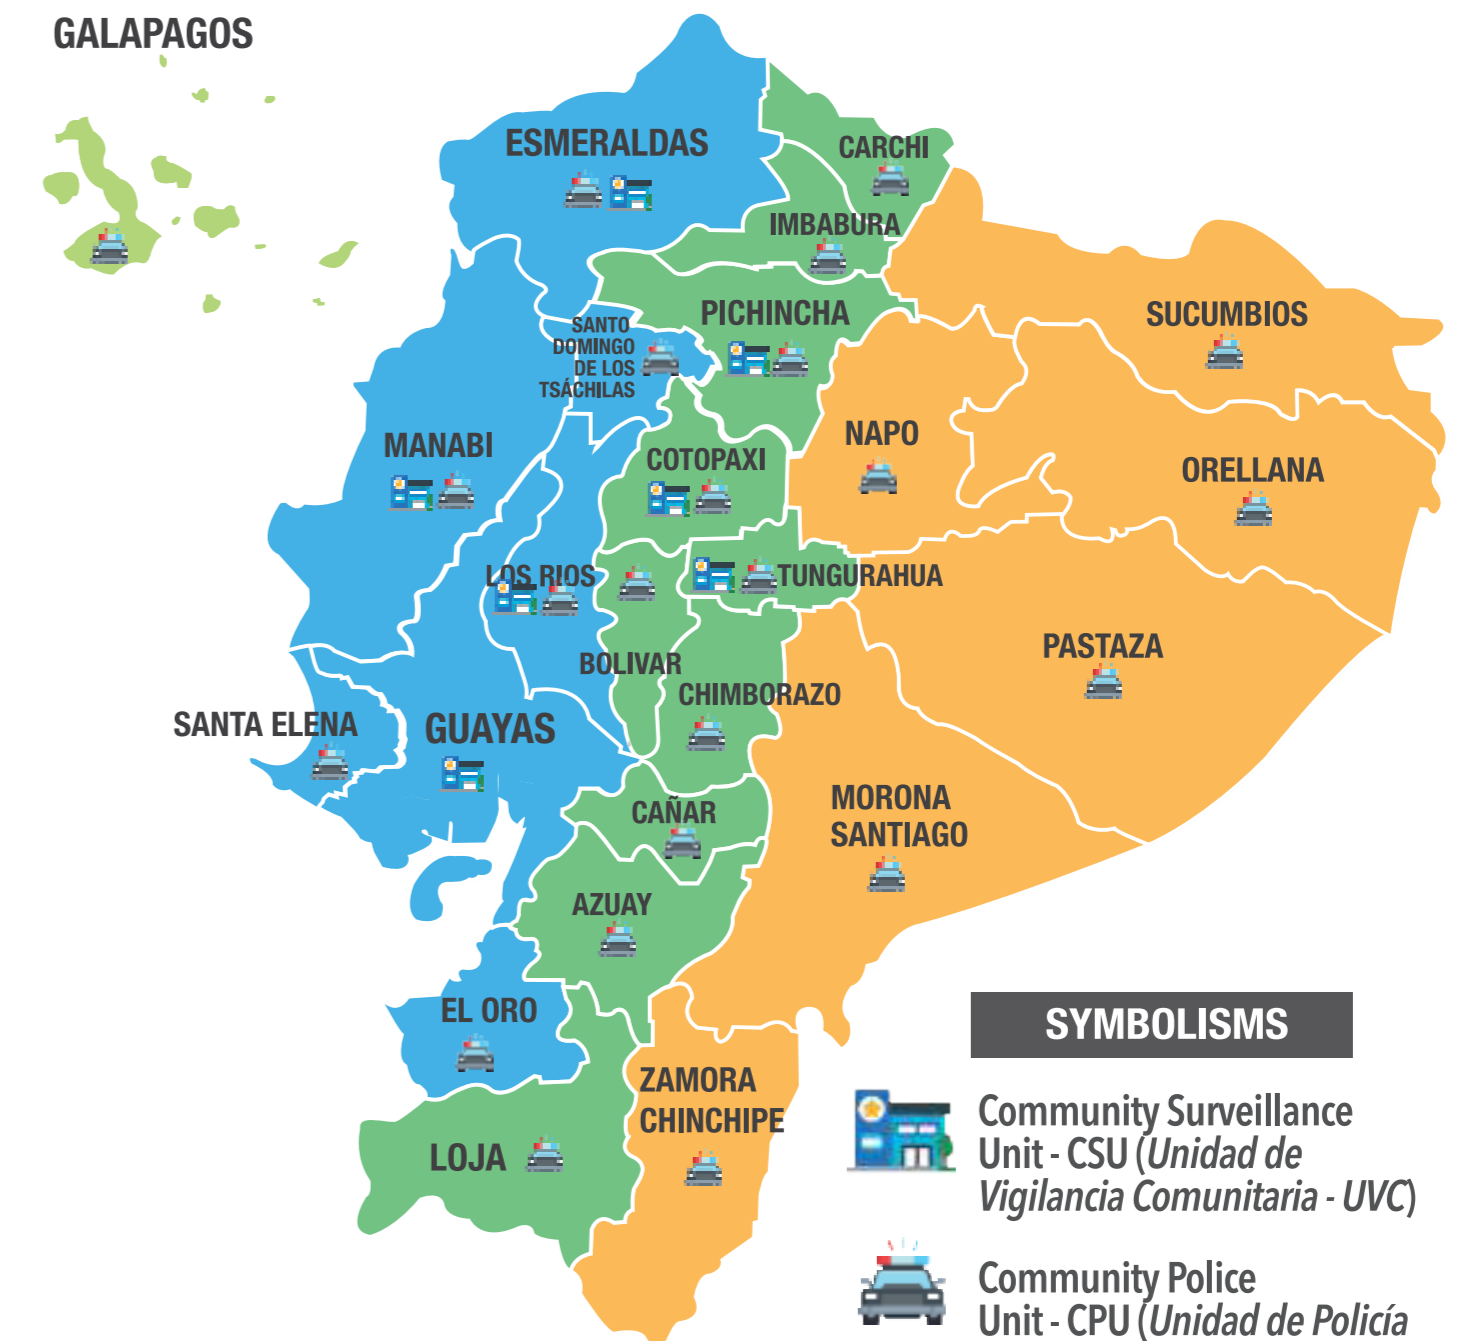 GALAPAGOS
ESMERALDAS
CARCHI
IMBABURA
PICHINCHA
SUCUMBIOS
SANTO
DOMINGO
DE LOS
TSÁCHILAS
NAPO
MANABÍ
COTOPAXI
ORELLANA
LOS RIOS
TUNGURAHUA
PASTAZA
BOLIVAR
CHIMBORAZO
SANTA ELENA
GUAYAS
MORONA
SANTIAGO
CAÑAR
AZUAY
EL ORO
ZAMORA
CHINCHIPE
LOJA
SYMBOLISMS
Community Surveillance
Unit - CSU (Unidad de
Vigilancia Comunitaria - UVC)
Community Police
Unit - CPU (Unidad de Policía